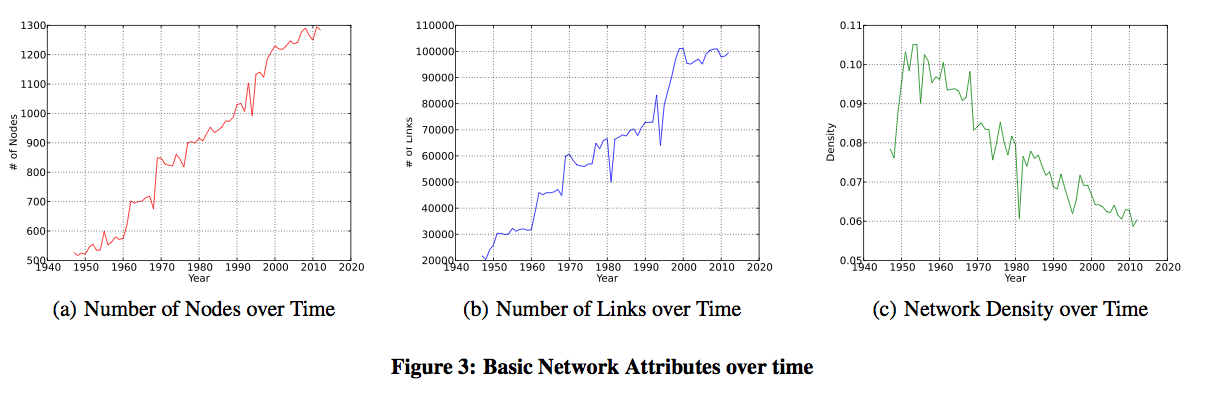 1300
1200
1100
1000
900
800
700
600
500
# of Nodes
1940 1950 1960 1970 1980 1990 2000 2010 2020
Year
(a) Number of Nodes over Time
110000
100000
90000
80000
70000
60000
50000
40000
30000
20000
# of Links
1940 1950 1960 1970 1980 1990 2000 2010 2020
Year
(b) Number of Links over Time
0.11
0.10
0.09
0.08
0.07
0.06
0.05
Density
1940 1950 1960 1970 1980 1990 2000 2010 2020
Year
(c) Network Density over Time
Figure 3: Basic Network Attributes over time